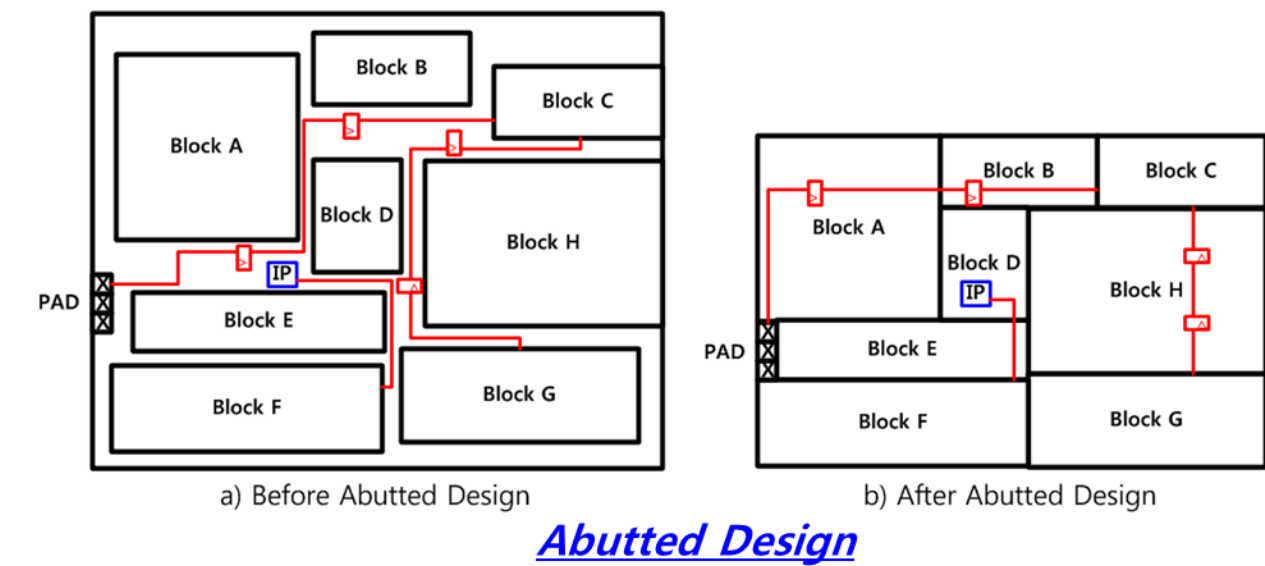 Block A
Block B
Block C
Block D
Block H
IP
PAD
Block E
Block F
Block G
a) Before Abutted Design
Block A
Block B
Block C
Block D
IP
Block H
PAD
Block E
Block F
Block G
b) After Abutted Design
Abutted Design